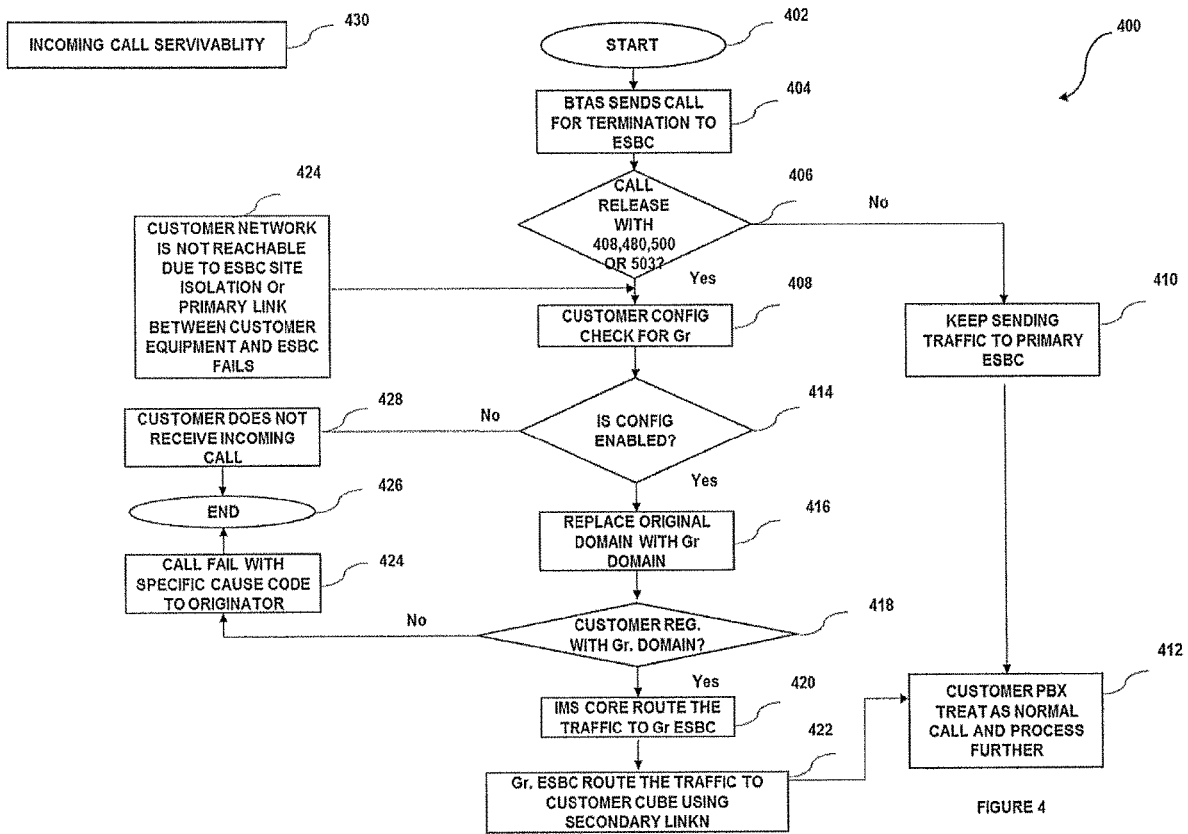 INCOMING CALL SERVIVABLITY
430
START
402
400
BTAS SENDS CALL
FOR TERMINATION TO
ESBC
404
CALL
RELEASE
WITH
408,480,500
OR 503?
406
No
Yes
424
CUSTOMER NETWORK
IS NOT REACHABLE
DUE TO ESBC SITE
ISOLATION Or
PRIMARY LINK
BETWEEN CUSTOMER
EQUIPMENT AND ESBC
FAILS
CUSTOMER CONFIG
CHECK FOR Gr
408
KEEP SENDING
TRAFFIC TO PRIMARY
ESBC
410
IS CONFIG
ENABLED?
414
No
Yes
CUSTOMER DOES NOT
RECEIVE INCOMING
CALL
428
END
426
REPLACE ORIGINAL
DOMAIN WITH Gr
DOMAIN
416
CALL FAIL WITH
SPECIFIC CAUSE CODE
TO ORIGINATOR
424
CUSTOMER REG.
WITH Gr. DOMAIN?
418
No
Yes
IMS CORE ROUTE THE
TRAFFIC TO Gr ESBC
420
Gr. ESBC ROUTE THE TRAFFIC TO
CUSTOMER CUBE USING
SECONDARY LINKN
422
CUSTOMER PBX
TREAT AS NORMAL
CALL AND PROCESS
FURTHER
412
FIGURE 4